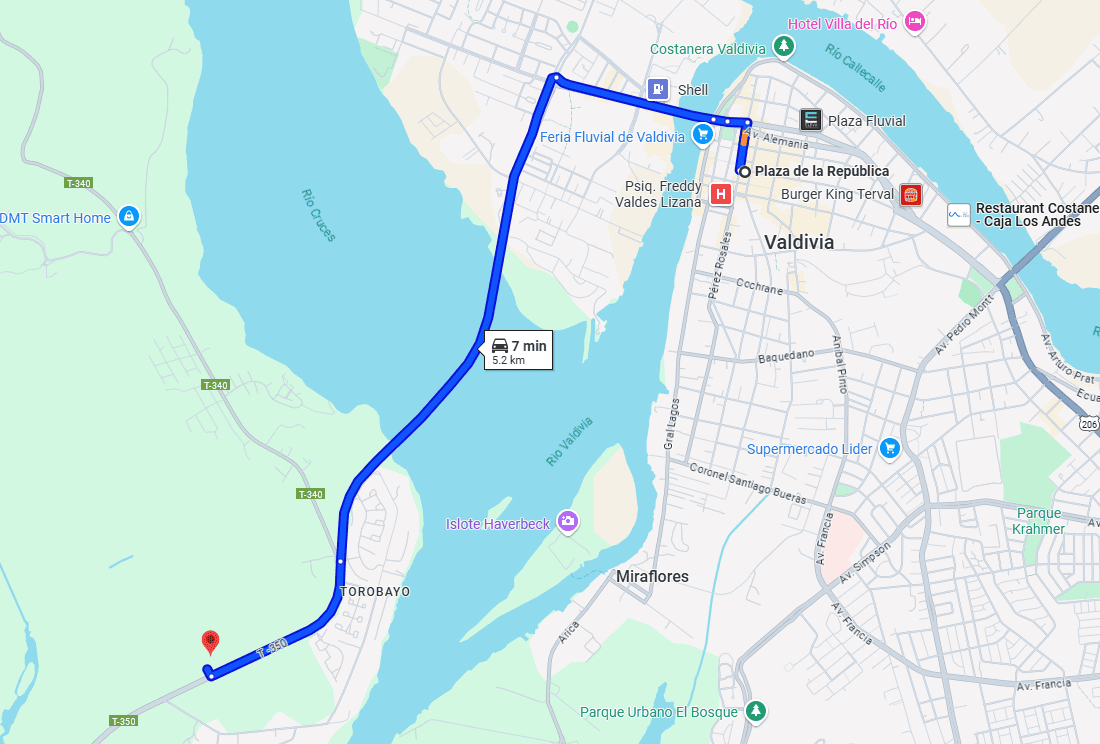 Hotel Villa del Río
Costanera Valdivia
Río Callecalle
Shell
Plaza Fluvial
Feria Fluvial de Valdivia
Av. Alemania
Plaza de la República
T-340
Psiq. Freddy
Valdes Lizana
H
Burger King Terval
DMT Smart Home
Río Cruces
Restaurant Costane
- Caja Los Andes
Valdivia
Pérez Rosales
Cochrane
Av. Pedro Montt
7 min
5.2 km
Baquedano
Aníbal Pinto
Av. Arturo Prat
T-340
Ecua
206
Gral Lagos
Río Valdivia
Supermercado Lider
Coronel Santiago Bueras
T-340
Islote Haverbeck
Parque
Krahmer
Av. Francia
Av. Simpson
Miraflores
TOROBAYO
Arica
Av. Francia
T-350
Av. Francia
T-350
Parque Urbano El Bosque